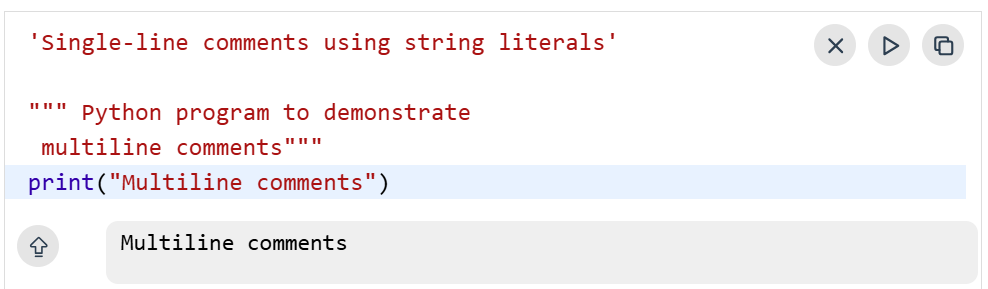 'Single-line comments using string literals'
""" Python program to demonstrate
 multiline comments"""
print("Multiline comments")
Multiline comments